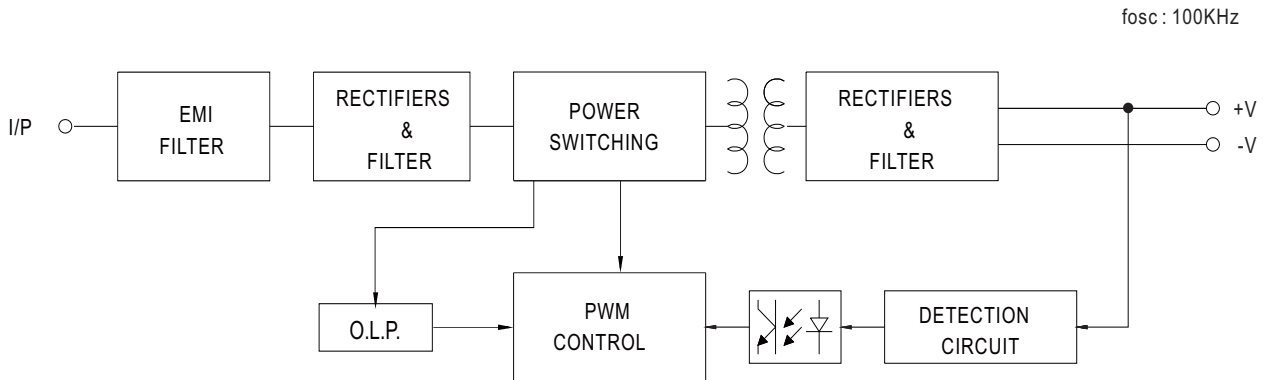 fosc : 100KHz
I/P
EMI
FILTER
RECTIFIERS
&
FILTER
POWER
SWITCHING
RECTIFIERS
&
FILTER
+V
-V
O.L.P.
PWM
CONTROL
DETECTION
CIRCUIT